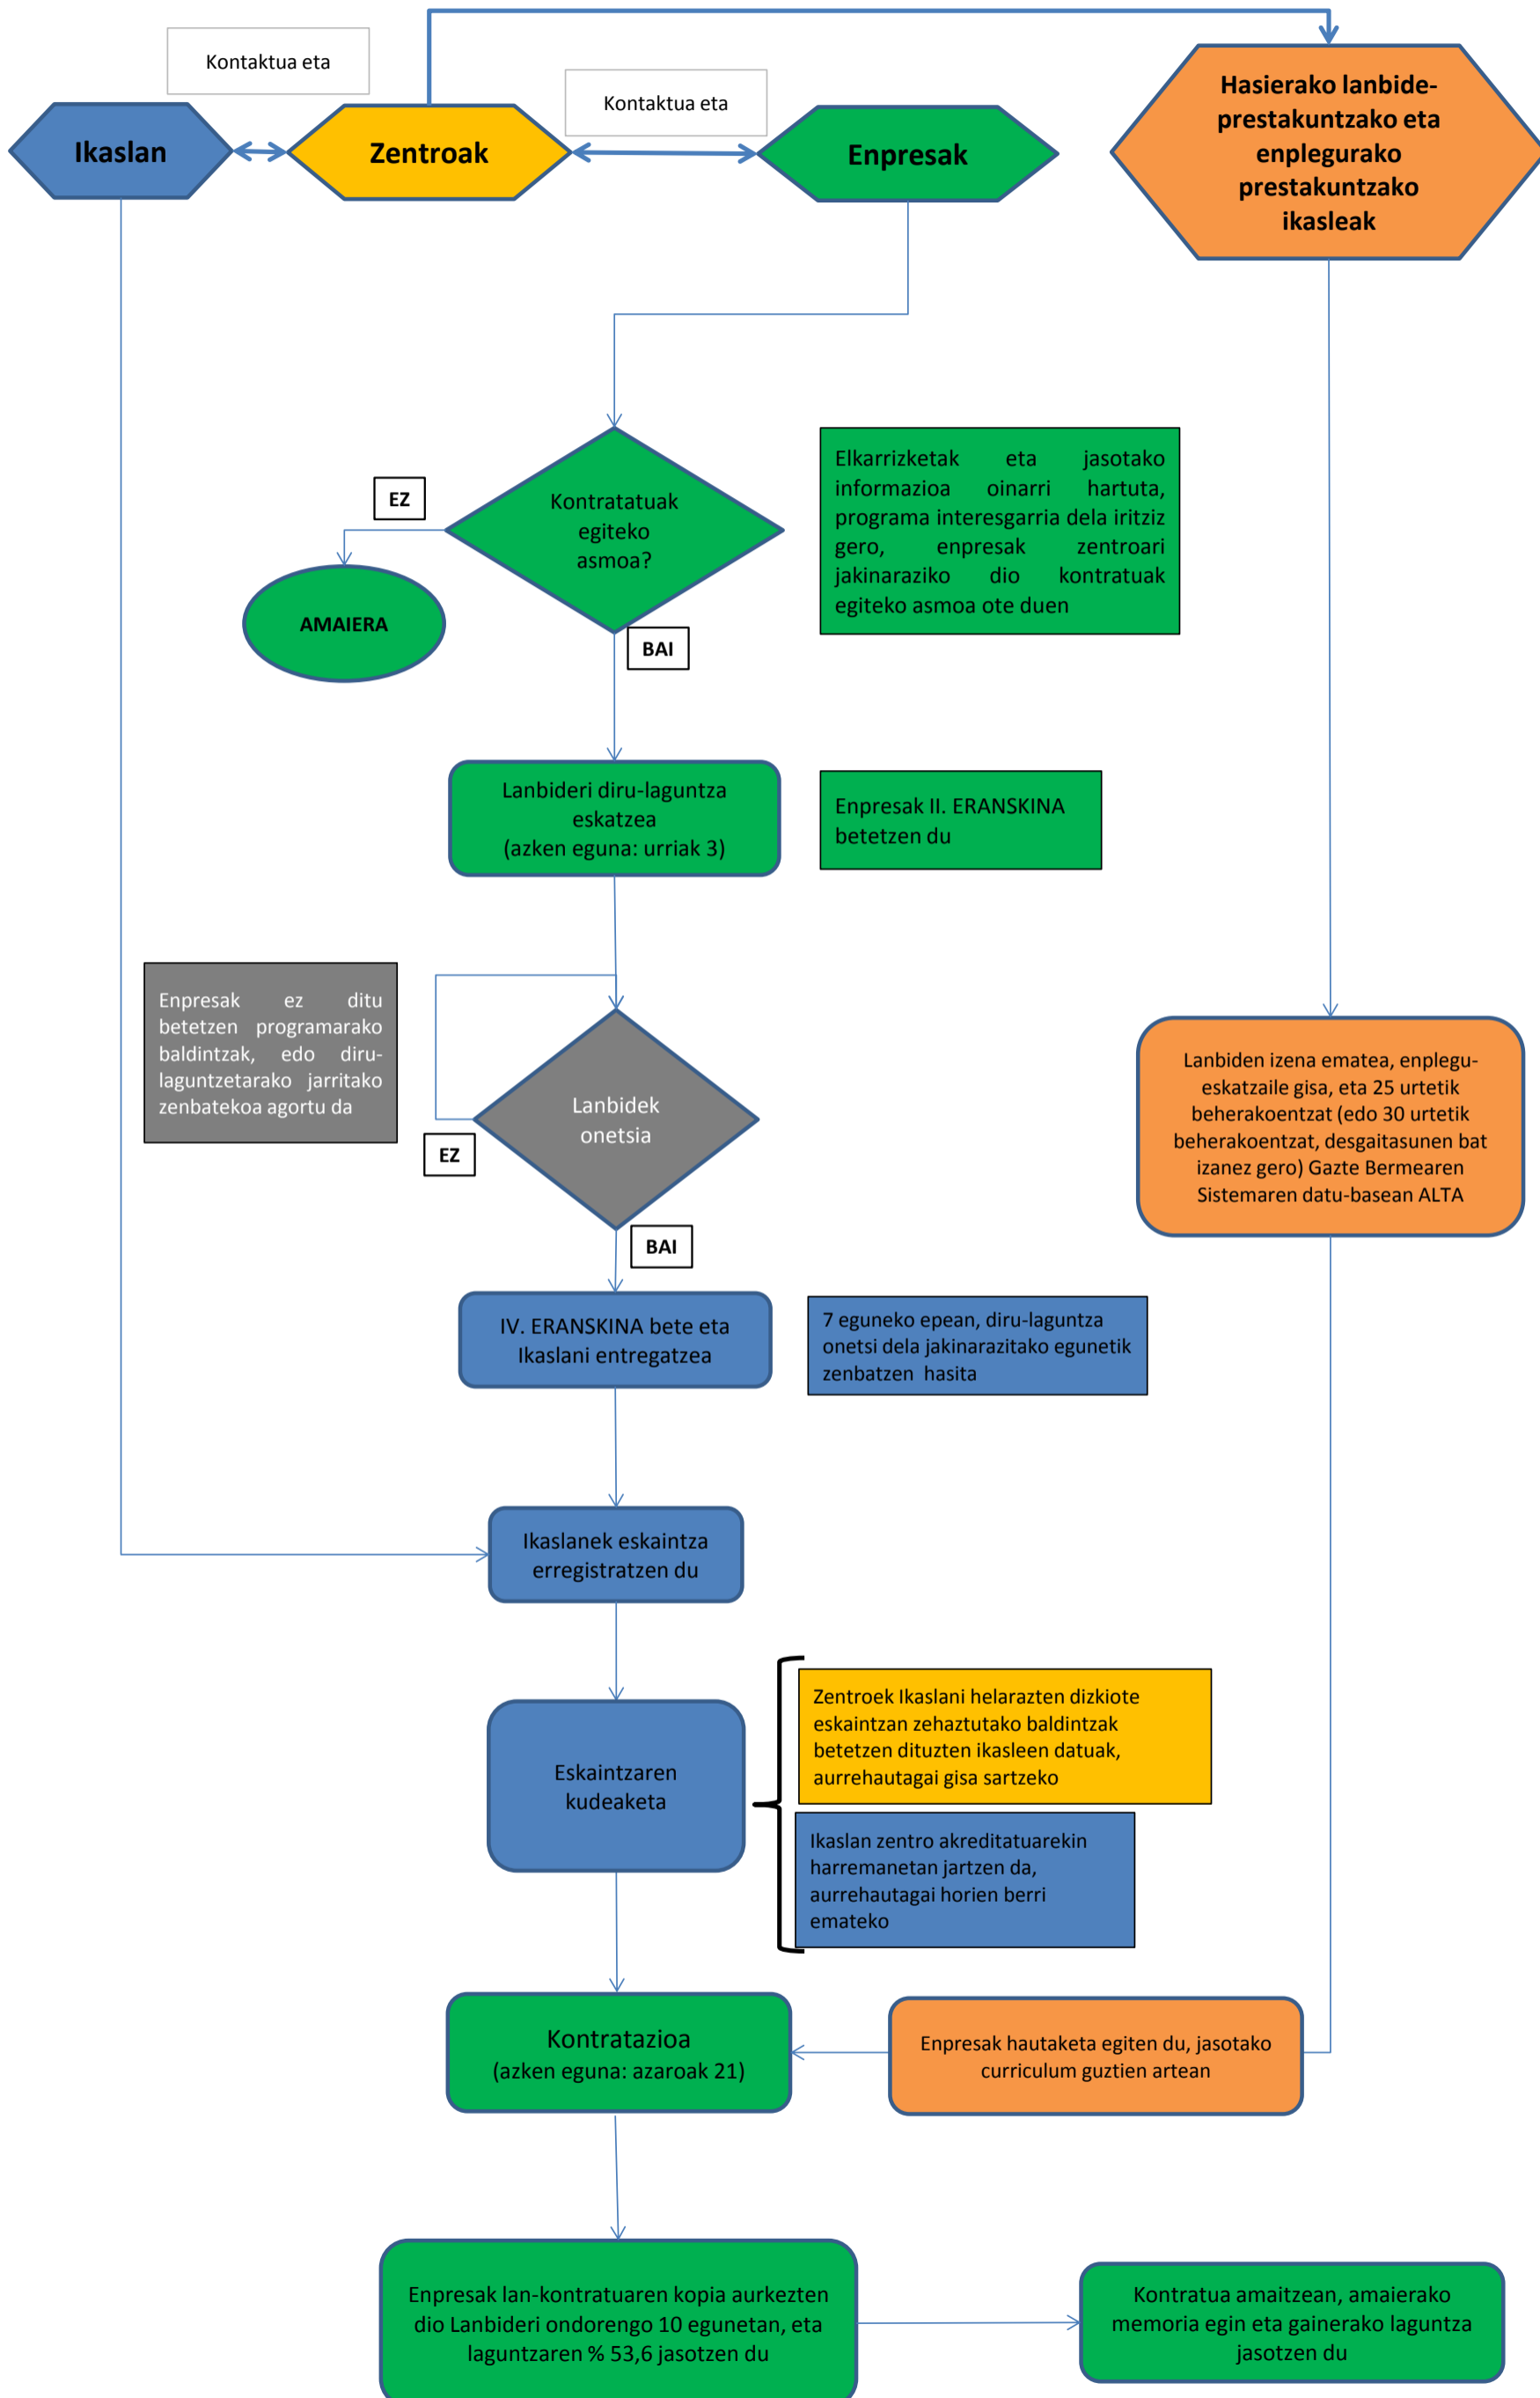 Kontaktua eta
Ikaslan
Zentroak
Kontaktua eta
Enpresak
Hasierako lanbide-
prestakuntzako eta
enplegurako
prestakuntzako
ikasleak
EZ
Kontratatuak
egiteko
asmoa?
AMAIERA
BAI
Elkarrizketak eta jasotako
informazioa oinarri hartuta,
programa interesgarria dela iritziz
gero, enpresak zentroari
jakinaraziko dio kontratuak
egiteko asmoa ote duen
Lanbideri diru-laguntza
eskatzea
(azken eguna: urriak 3)
Enpresak II. ERANSKINA
betetzen du
Enpresak ez ditu
betetzen programarako
baldintzak, edo diru-
laguntzetarako jarritako
zenbatekoa agortu da
Lanbidek
onetsia
EZ
BAI
Lanbiden izena ematea, enplegu-
eskatzaile gisa, eta 25 urtetik
beherakoentzat (edo 30 urtetik
beherakoentzat, desgaitasunen bat
izanez gero) Gazte Bermearen
Sistemaren datu-basean ALTA
IV. ERANSKINA bete eta
Ikaslani entregatzea
7 eguneko epean, diru-laguntza
onetsi dela jakinarazitako egunetik
zenbatzen hasita
Ikaslanek eskaintza
erregistratzen du
Eskaintzaren
kudeaketa
Zentroek Ikaslani helarazten dizkiote
eskaintzan zehaztutako baldintzak
betetzen dituzten ikasleen datuak,
aurrehautagai gisa sartzeko
Ikaslan zentro akreditatuarekin
harremanetan jartzen da,
aurrehautagai horien berri
emateko
Kontratazioa
(azken eguna: azaroak 21)
Enpresak hautaketa egiten du, jasotako
curriculum guztien artean
Enpresak lan-kontratuaren kopia aurkezten
dio Lanbideri ondorengo 10 egunetan, eta
laguntzaren % 53,6 jasotzen du
Kontratua amaitzean, amaierako
memoria egin eta gainerako laguntza
jasotzen du